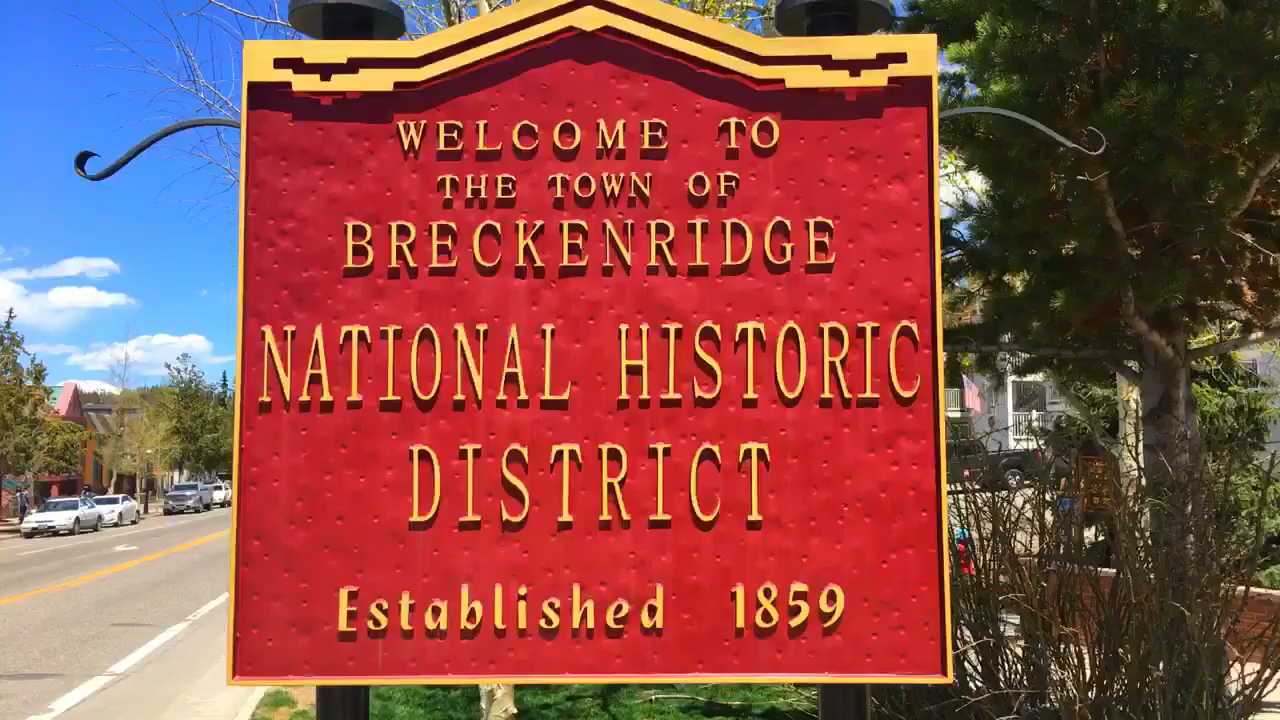 WELCOME TO
THE TOWN OF
BRECKENRIDGE
NATIONAL HISTORIC
DISTRICT
Established 1859